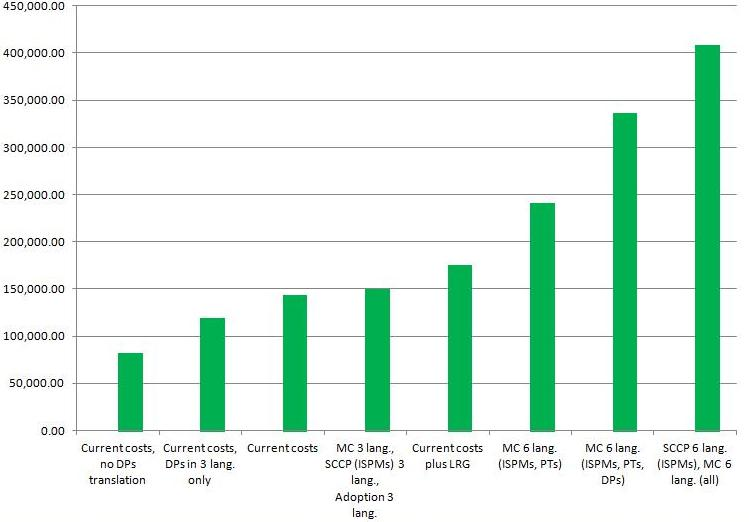 450,000.00
400,000.00
350,000.00
300,000.00
250,000.00
200,000.00
150,000.00
100,000.00
50,000.00
0.00
Current costs,
no DPs
translation
Current costs,
DPs in 3 lang.
only
Current costs
MC 3 lang.,
SCCP (ISPMs) 3
lang.,
Adoption 3
lang.
Current costs
plus LRG
MC 6 lang.
(ISPMs, PTs)
MC 6 lang.
(ISPMs, PTs,
DPs)
SCCP 6 lang.
(ISPMs), MC 6
lang. (all)